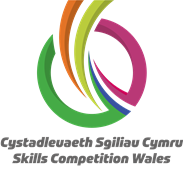 Cystadleuaeth Sgiliau Cymru
Skills Competition Wales